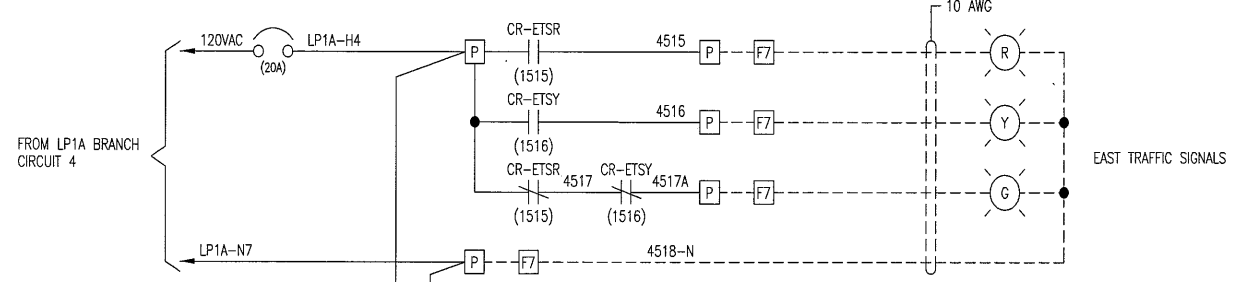 10 AWG
120VAC
LP1A-H4
(20A)
P
CR-ETSR
(1515)
4515
P
F7
R
CR-ETSY
(1516)
4516
P
F7
Y
FROM LP1A BRANCH
CIRCUIT 4
EAST TRAFFIC SIGNALS
CR-ETSR
(1515)
4517
CR-ETSY
(1516)
4517A
P
F7
G
LP1A-N7
P
F7
4518-N